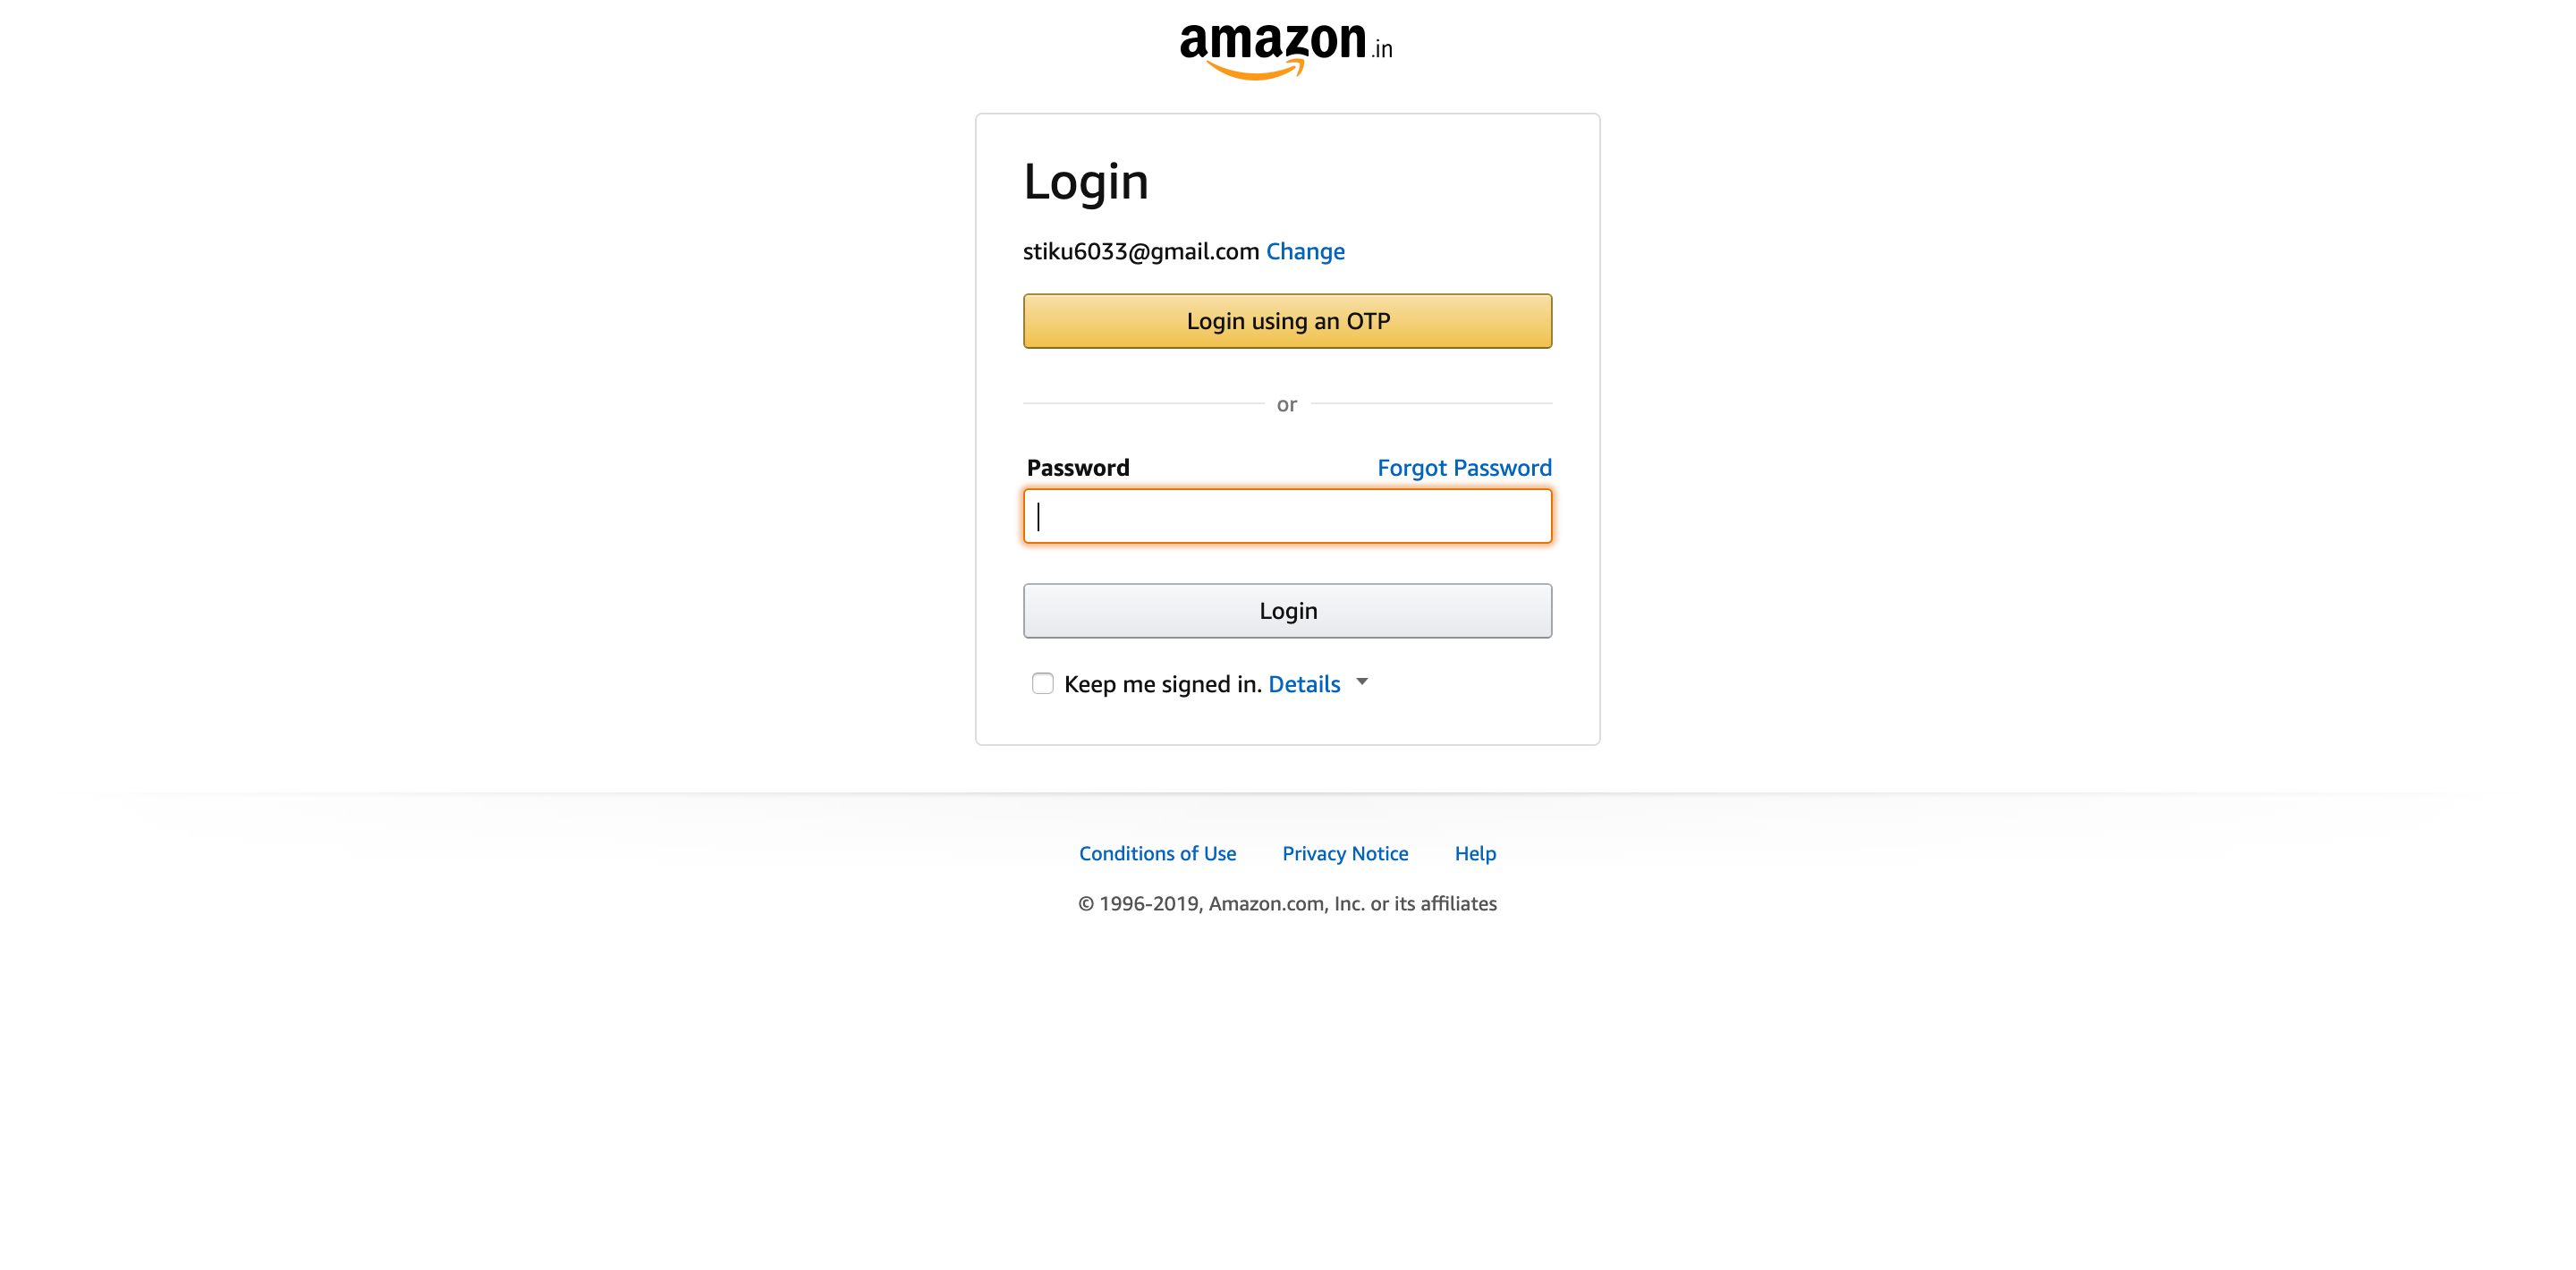 amazon.in
Login
stiku6033@gmail.com Change
Login using an OTP
or
Password Forgot Password
Login
Keep me signed in. Details
Conditions of Use Privacy Notice Help
© 1996-2019, Amazon.com, Inc. or its affiliates